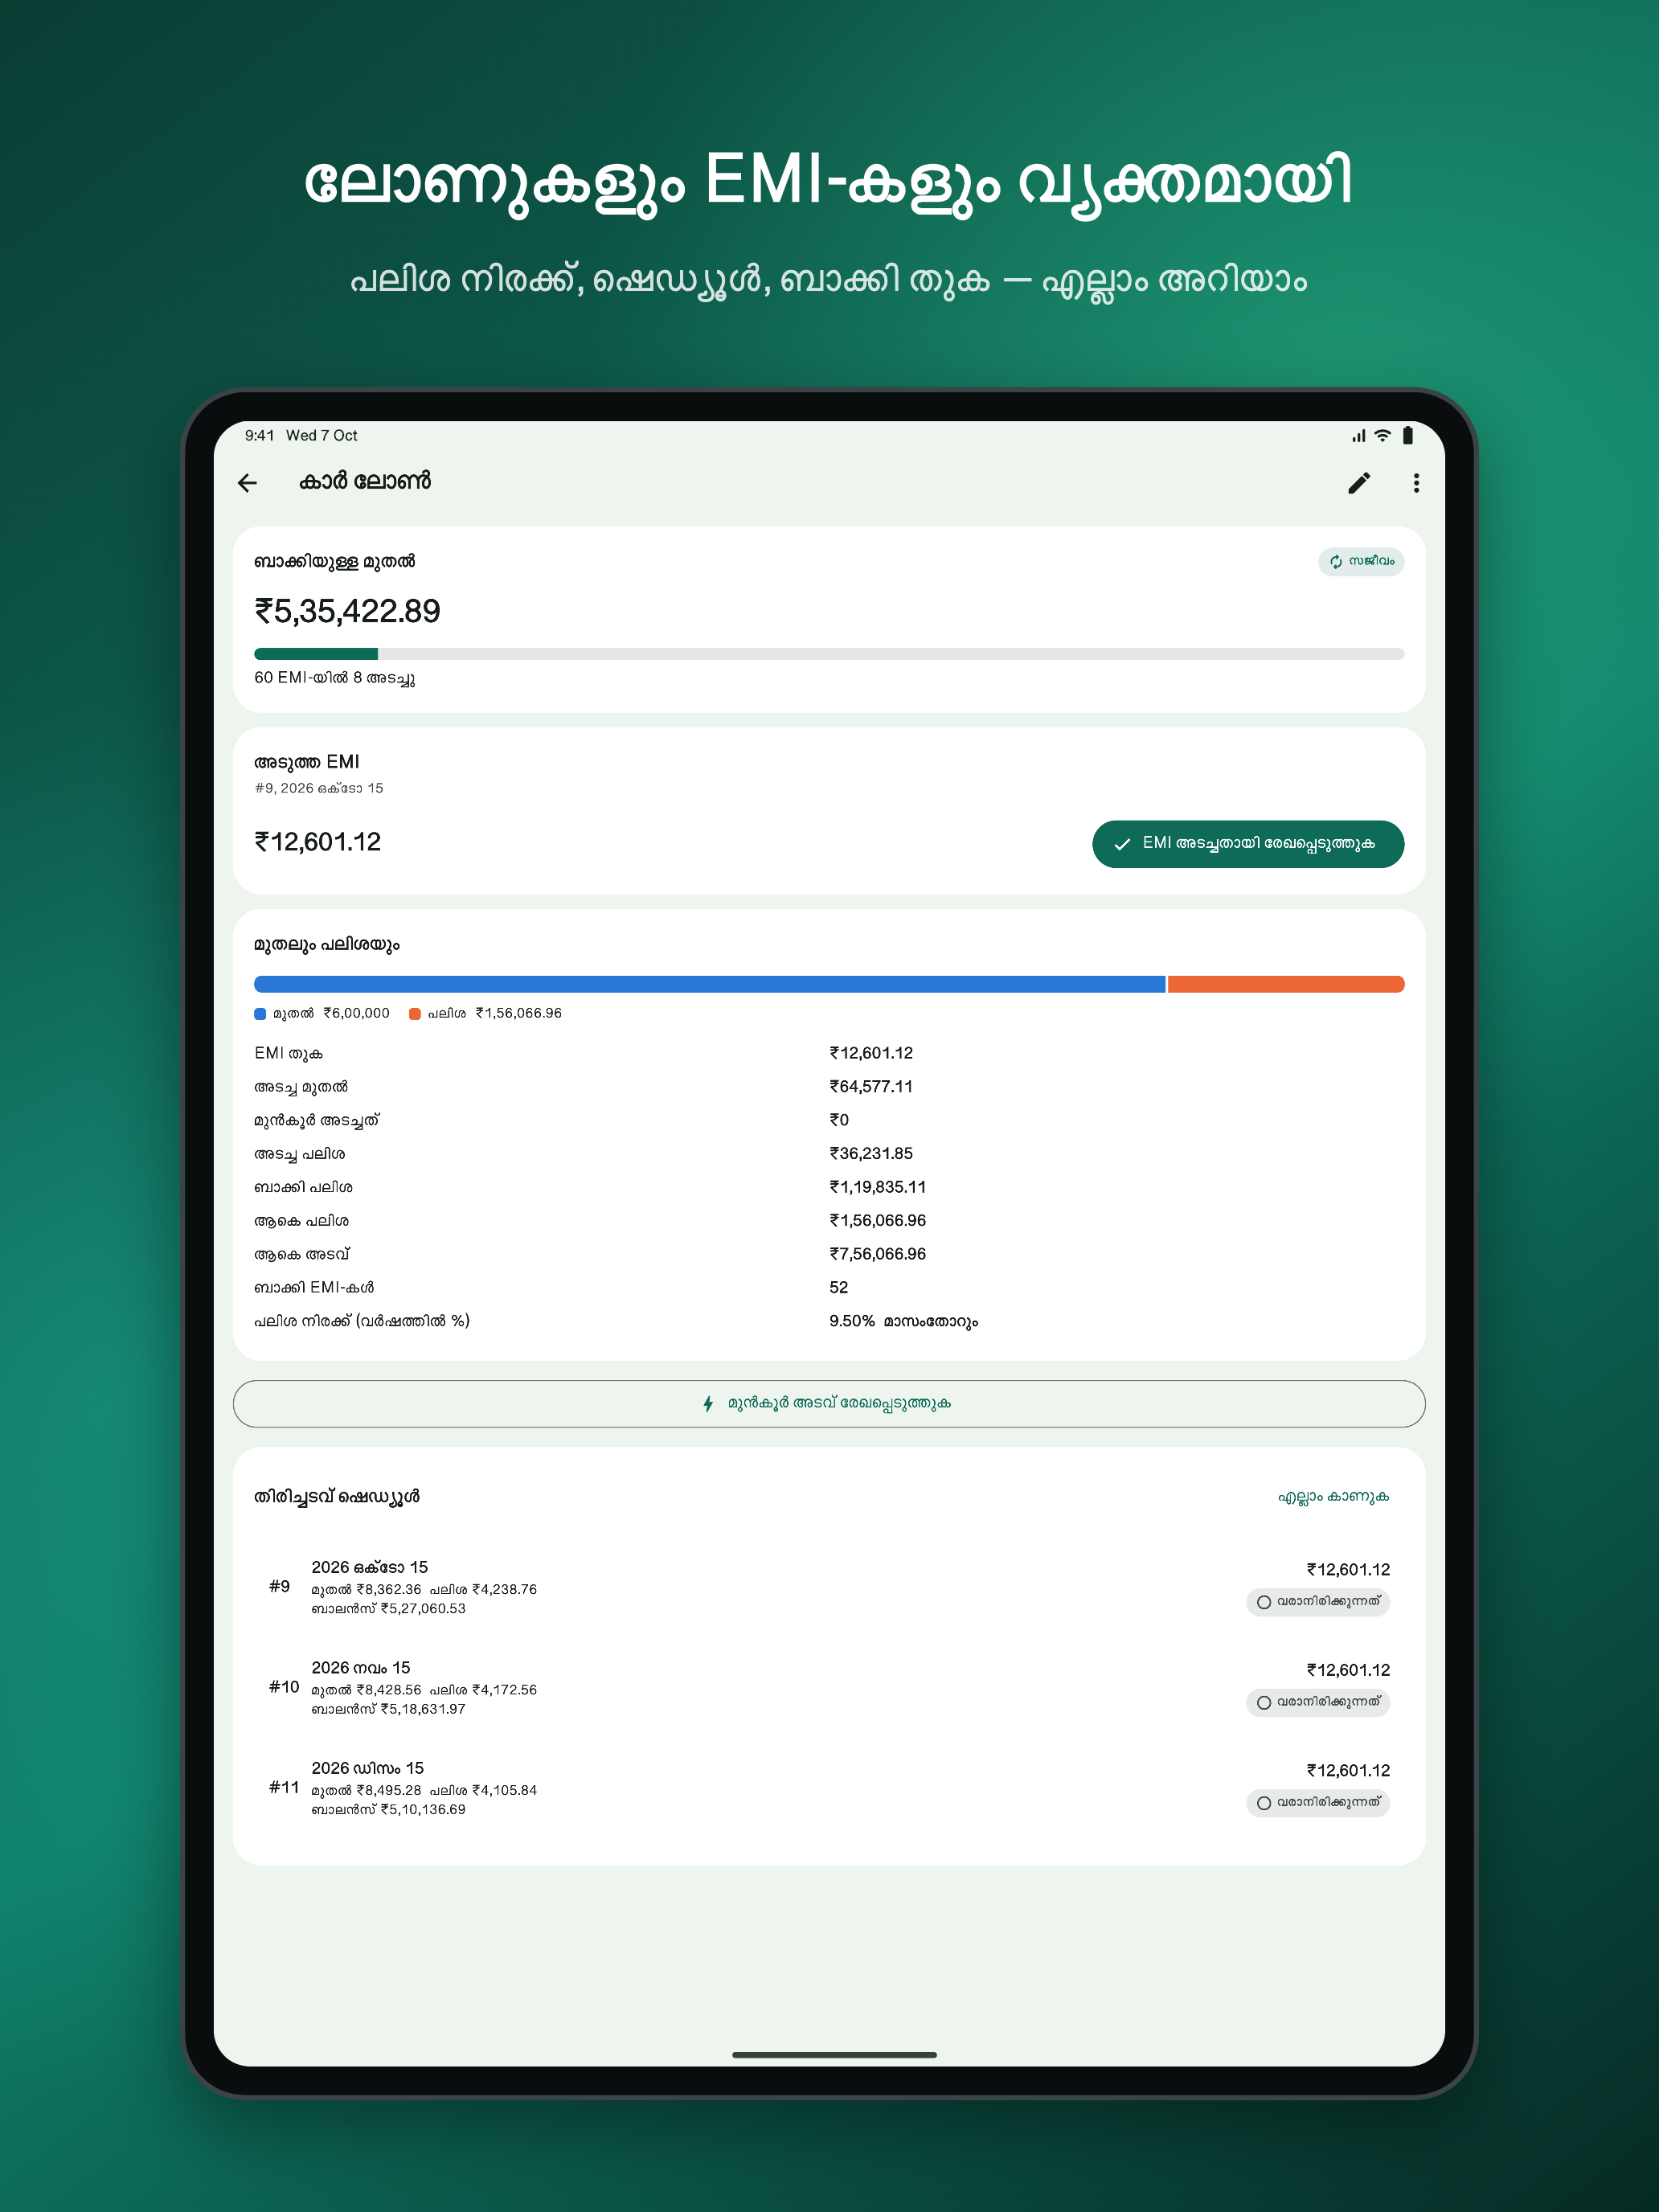 ലോണുകളും EMI-കളും വ്യക്തമായി
പലിശ നിരക്ക്, ഷെഡ്യൂൾ, ബാക്കി തുക — എല്ലാം അറിയാം
9:41 Wed 7 Oct
കാർ ലോൺ
ബാക്കിയുള്ള മുതൽ
സജീവം
₹5,35,422.89
60 EMI-യിൽ 8 അടച്ചു
അടുത്ത EMI
#9, 2026 ഒക്ടോ 15
₹12,601.12
EMI അടച്ചതായി രേഖപ്പെടുത്തുക
മുതലും പലിശയും
മുതൽ ₹6,00,000 പലിശ ₹1,56,066.96
EMI തുക ₹12,601.12
അടച്ച മുതൽ ₹64,577.11
മുൻകൂർ അടച്ചത് ₹0
അടച്ച പലിശ ₹36,231.85
ബാക്കി പലിശ ₹1,19,835.11
ആകെ പലിശ ₹1,56,066.96
ആകെ അടവ് ₹7,56,066.96
ബാക്കി EMI-കൾ 52
പലിശ നിരക്ക് (വർഷത്തിൽ %) 9.50% മാസംതോറും
മുൻകൂർ അടവ് രേഖപ്പെടുത്തുക
തിരിച്ചടവ് ഷെഡ്യൂൾ
എല്ലാം കാണുക
#9
2026 ഒക്ടോ 15
മുതൽ ₹8,362.36 പലിശ ₹4,238.76
ബാലൻസ് ₹5,27,060.53
₹12,601.12
വരാനിരിക്കുന്നത്
#10
2026 നവം 15
മുതൽ ₹8,428.56 പലിശ ₹4,172.56
ബാലൻസ് ₹5,18,631.97
₹12,601.12
വരാനിരിക്കുന്നത്
#11
2026 ഡിസം 15
മുതൽ ₹8,495.28 പലിശ ₹4,105.84
ബാലൻസ് ₹5,10,136.69
₹12,601.12
വരാനിരിക്കുന്നത്